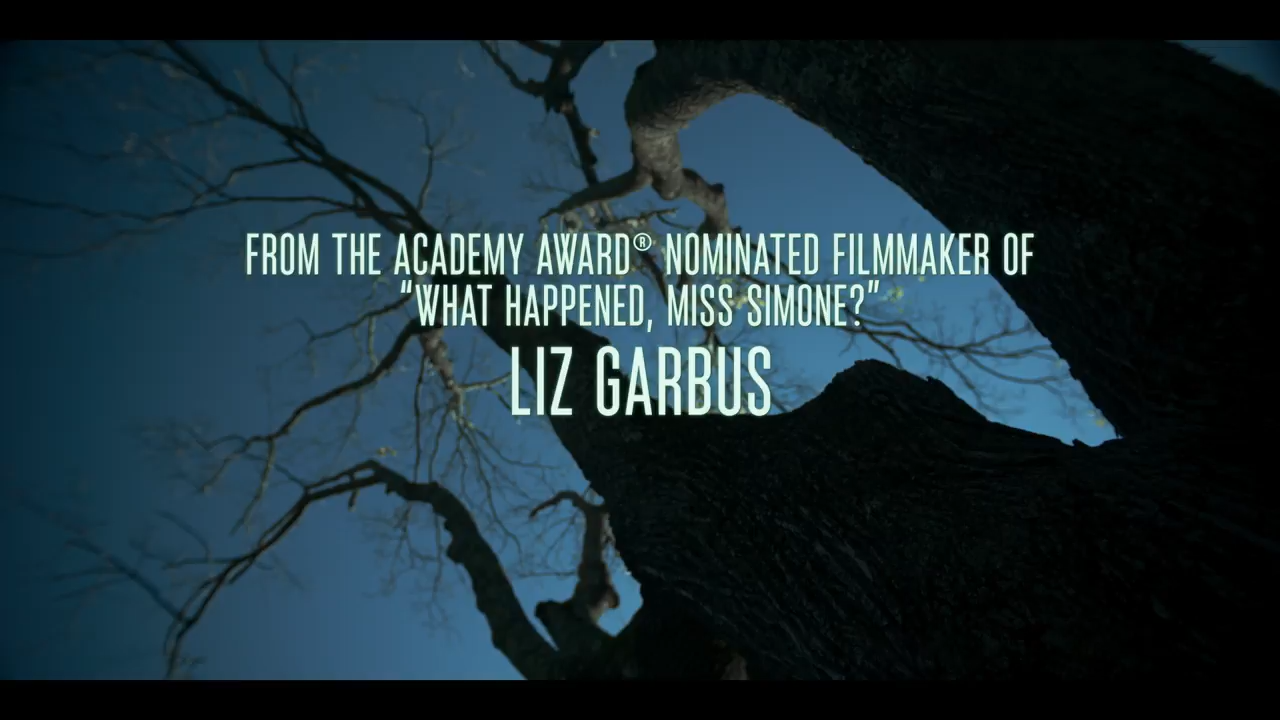 FROM THE ACADEMY AWARD® NOMINATED FILMMAKER OF
“WHAT HAPPENED, MISS SIMONE?”
LIZ GARBUS